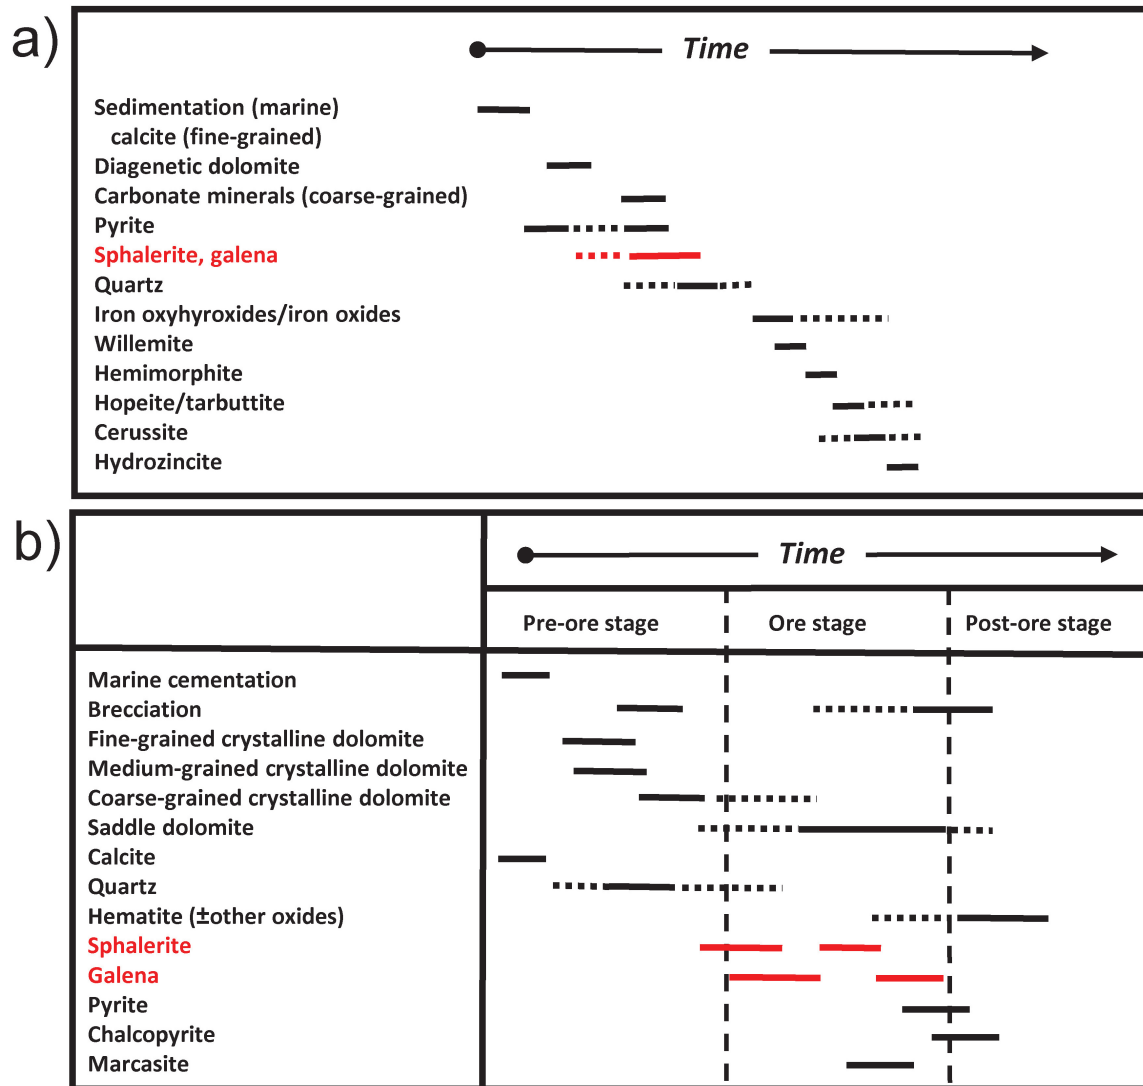 a)
Time
Sedimentation (marine)
calcite (fine-grained)
Diagenetic dolomite
Carbonate minerals (coarse-grained)
Pyrite
Sphalerite, galena
Quartz
Iron oxyhyroxides/iron oxides
Willemite
Hemimorphite
Hopeite/tarbuttite
Cerussite
Hydrozincite
b)
Time
Pre-ore stage Ore stage Post-ore stage
Marine cementation
Brecciation
Fine-grained crystalline dolomite
Medium-grained crystalline dolomite
Coarse-grained crystalline dolomite
Saddle dolomite
Calcite
Quartz
Hematite (±other oxides)
Sphalerite
Galena
Pyrite
Chalcopyrite
Marcasite